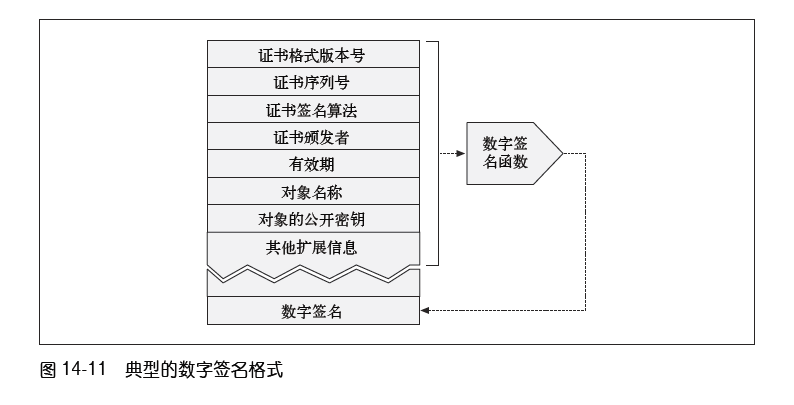 证书格式版本号
证书序列号
证书签名算法
证书颁发者
有效期
对象名称
对象的公开密钥
其他扩展信息
数字签名
数字签
名函数
图 14-11 典型的数字签名格式